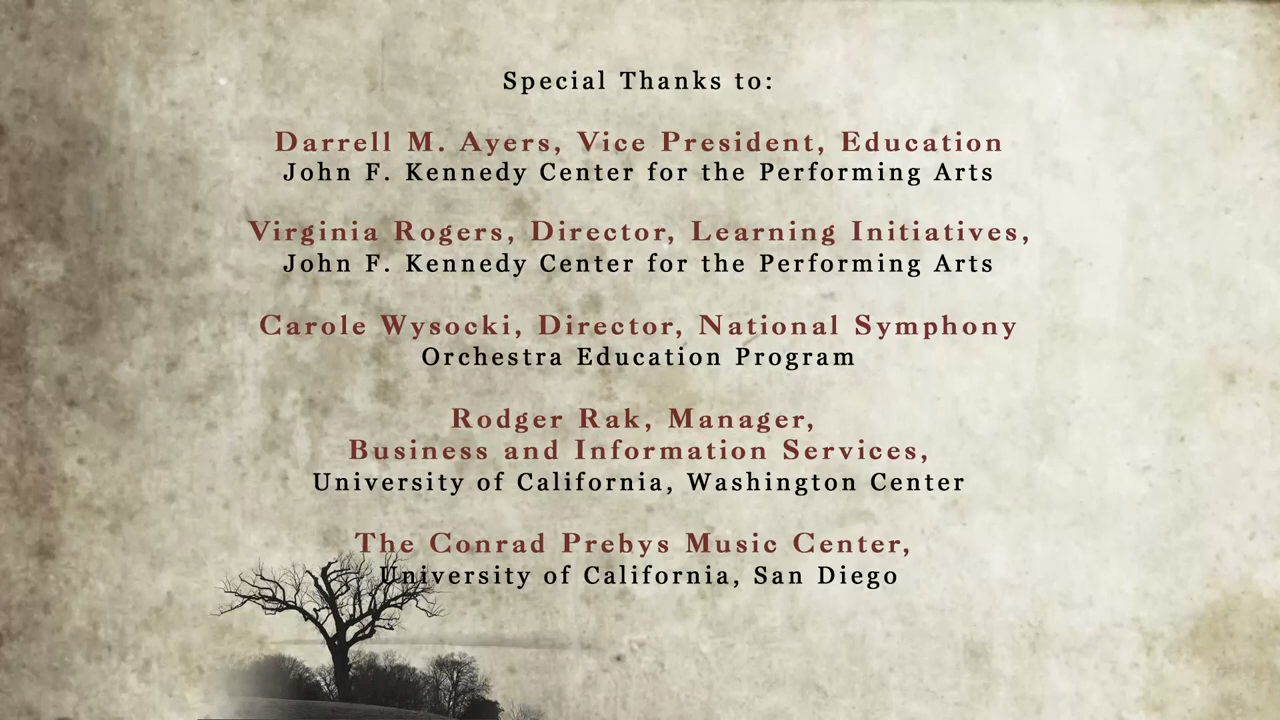 Special Thanks to:
Darrell M. Ayers, Vice President, Education
John F. Kennedy Center for the Performing Arts
Virginia Rogers, Director, Learning Initiatives,
John F. Kennedy Center for the Performing Arts
Carole Wysocki, Director, National Symphony
Orchestra Education Program
Rodger Rak, Manager,
Business and Information Services,
University of California, Washington Center
The Conrad Prebys Music Center,
University of California, San Diego